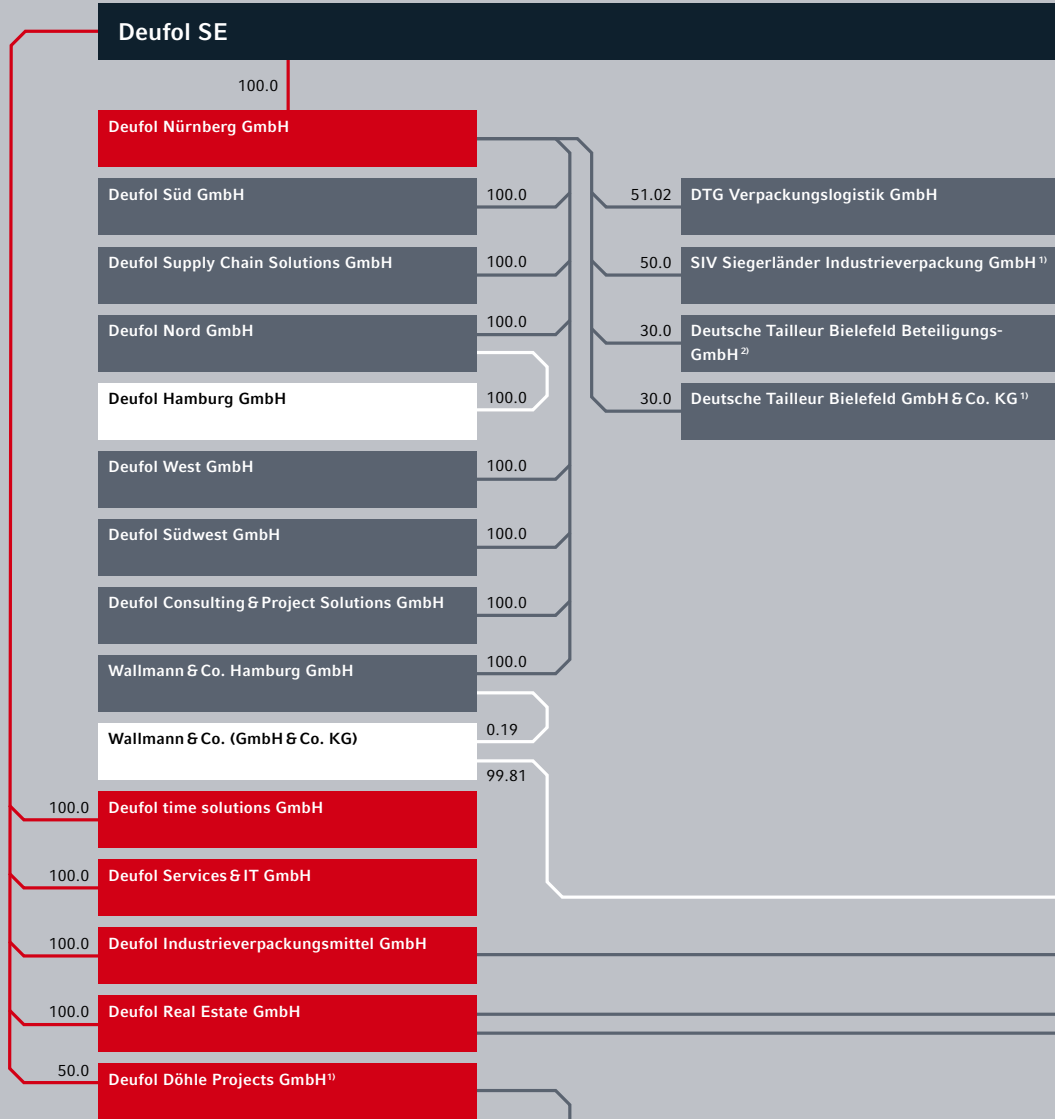 Deufol SE
100.0
Deufol Nürnberg GmbH
Deufol Süd GmbH
100.0
51.02
DTG Verpackungslogistik GmbH
Deufol Supply Chain Solutions GmbH
100.0
50.0
SIV Siegerländer Industrieverpackung GmbH 1)
Deufol Nord GmbH
100.0
30.0
Deutsche Tailleur Bielefeld Beteiligungs-
GmbH 2)
Deufol Hamburg GmbH
100.0
30.0
Deutsche Tailleur Bielefeld GmbH & Co. KG 1)
Deufol West GmbH
100.0
Deufol Südwest GmbH
100.0
Deufol Consulting & Project Solutions GmbH
100.0
Wallmann & Co. Hamburg GmbH
100.0
Wallmann & Co. (GmbH & Co. KG)
0.19
99.81
100.0
Deufol time solutions GmbH
100.0
Deufol Services & IT GmbH
100.0
Deufol Industrieverpackungsmittel GmbH
100.0
Deufol Real Estate GmbH
50.0
Deufol Döhle Projects GmbH 1)